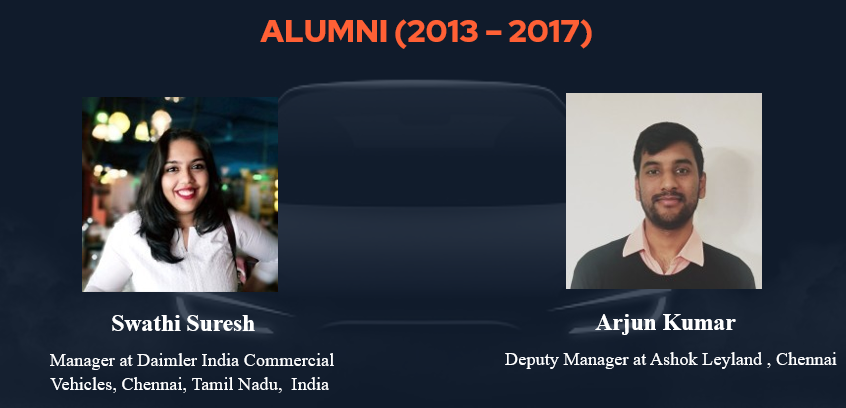 ALUMNI (2013 – 2017)
Swathi Suresh
Manager at Daimler India Commercial
Vehicles, Chennai, Tamil Nadu,  India
Arjun Kumar
Deputy Manager at Ashok Leyland , Chennai